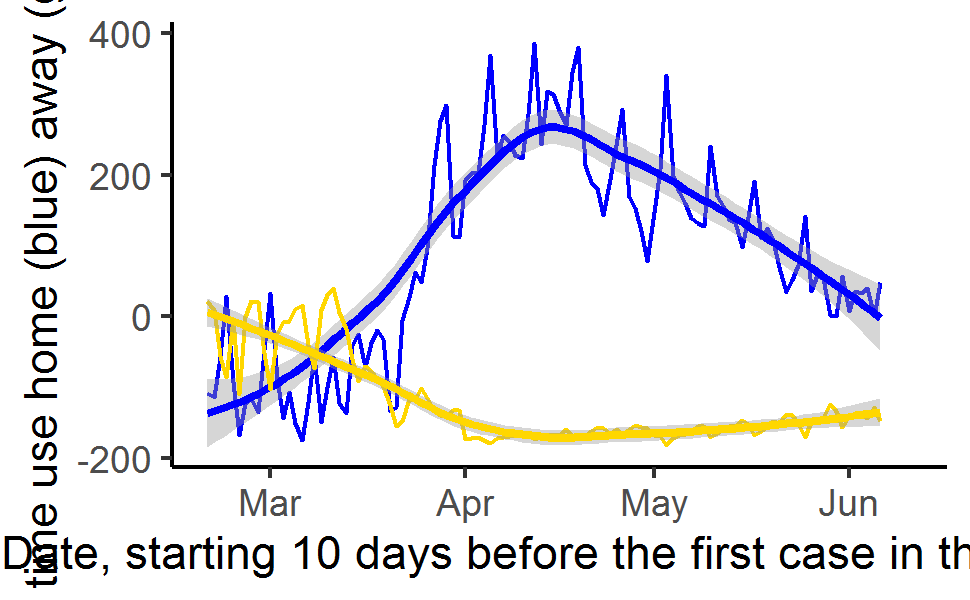 time use home (blue) away (
400
200
0
-200
Mar Apr May Jun
Date, starting 10 days before the first case in th